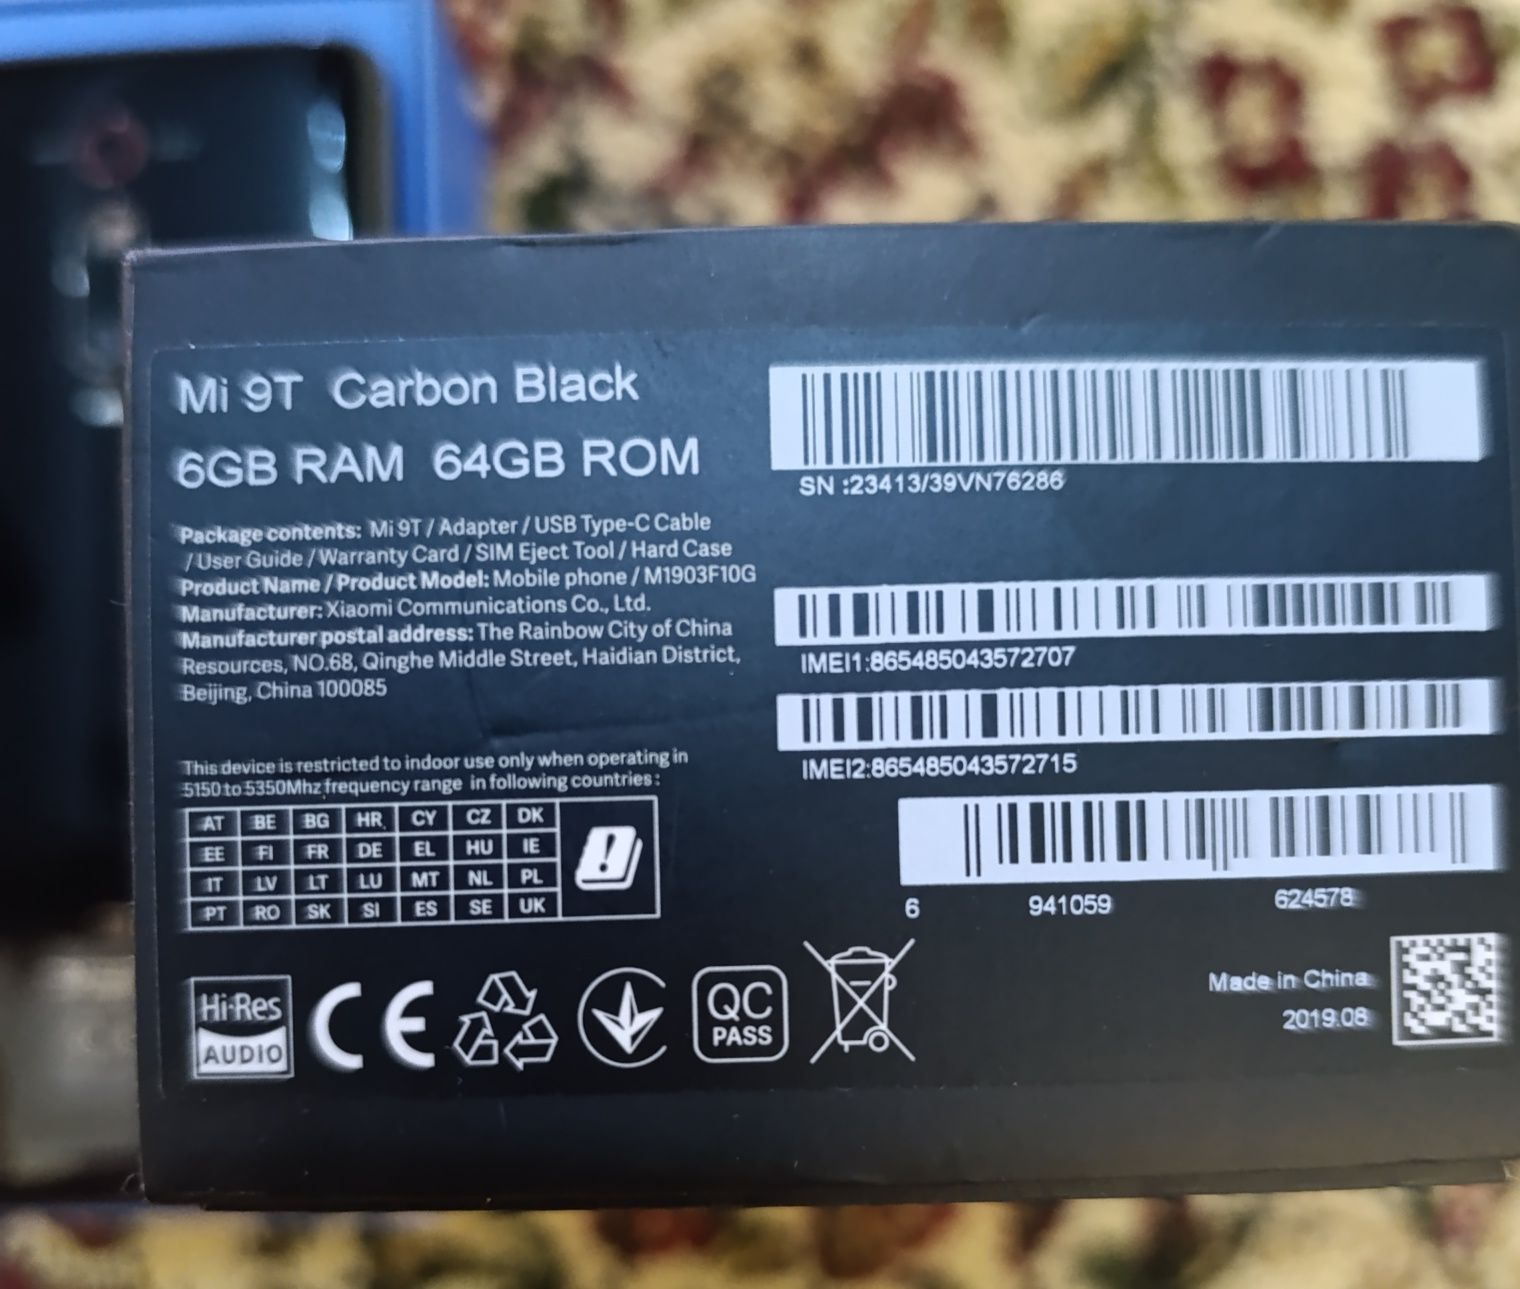 Mi 9T Carbon Black
6GB RAM 64GB ROM
Package contents: Mi 9T / Adapter / USB Type-C Cable
/ User Guide / Warranty Card / SIM Eject Tool / Hard Case
Product Name / Product Model: Mobile phone / M1903F10G
Manufacturer: Xiaomi Communications Co., Ltd.
Manufacturer postal address: The Rainbow City of China
Resources, NO.68, Qinghe Middle Street, Haidian District,
Beijing, China 100085
This device is restricted to indoor use only when operating in
5150 to 5350Mhz frequency range in following countries:
AT BE BG HR CY CZ DK
EE FI FR DE EL HU IE
IT LV LT LU MT NL PL
PT RO SK SI ES SE UK
Hi-Res
AUDIO
CE
QC
PASS
SN :23413/39VN76286
IMEI1:865485043572707
IMEI2:865485043572715
6 941059 624578
Made in China
2019.08